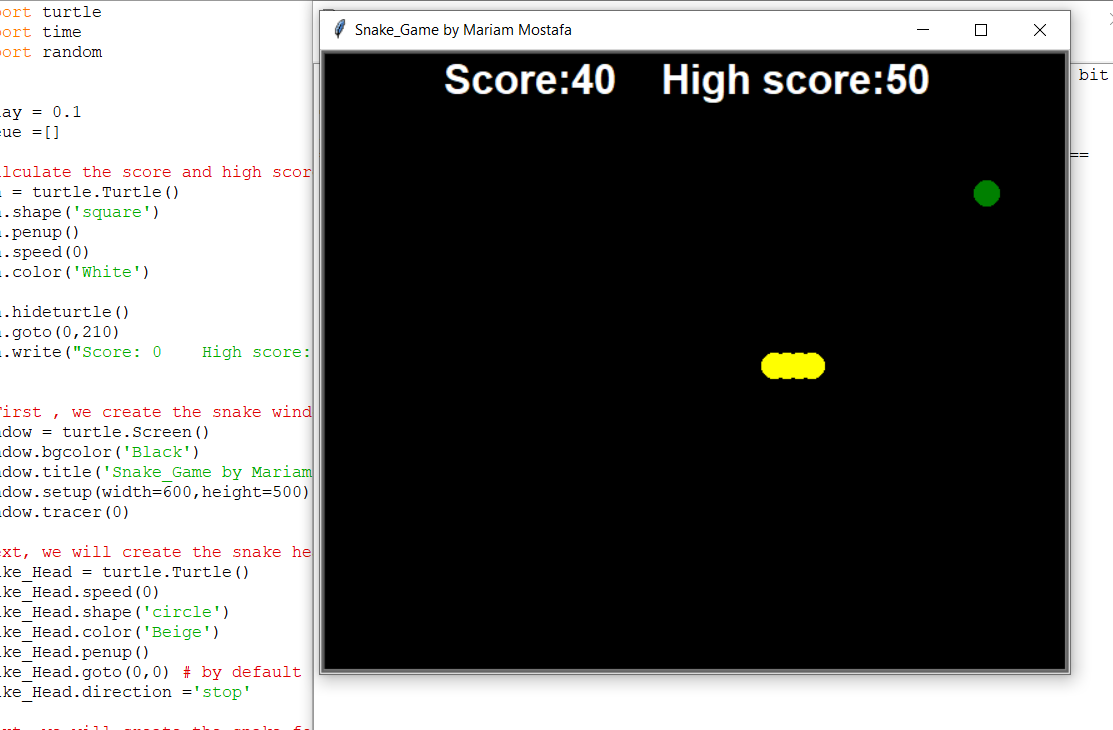 ort turtle
ort time
ort random
ay = 0.1
ue =[]
lculate the score and high scor
= turtle.Turtle()
.shape('square')
.penup()
.speed(0)
.color('White')
.hideturtle()
.goto(0,210)
.write("Score: 0    High score:
First , we create the snake wind
dow = turtle.Screen()
dow.bgcolor('Black')
dow.title('Snake_Game by Mariam
dow.setup(width=600,height=500)
dow.tracer(0)
ext, we will create the snake he
ke_Head = turtle.Turtle()
ke_Head.speed(0)
ke_Head.shape('circle')
ke_Head.color('Beige')
ke_Head.penup()
ke_Head.goto(0,0) # by default
ke_Head.direction ='stop'
Snake_Game by Mariam Mostafa
Score:40    High score:50
bit
==